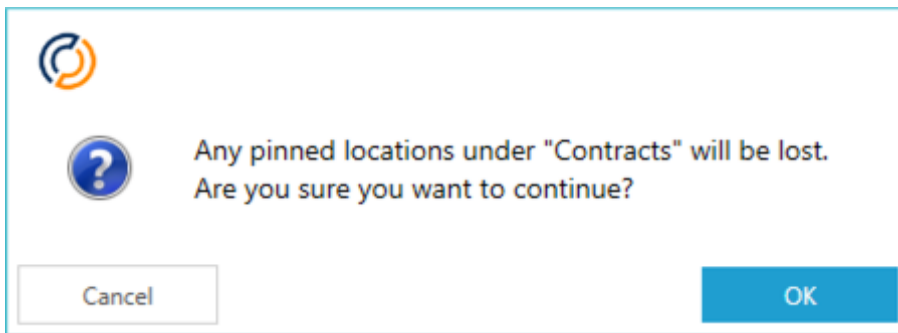 Any pinned locations under "Contracts" will be lost.
Are you sure you want to continue?
Cancel
OK